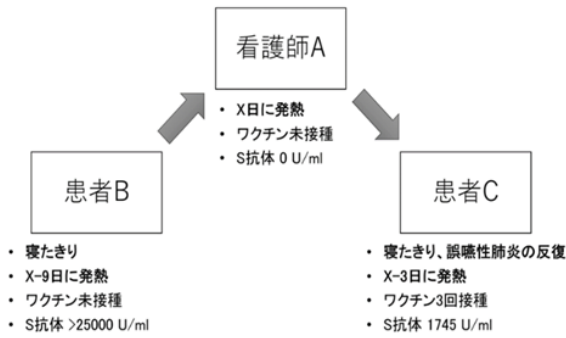 看護師A
• X日に発熱
• ワクチン未接種
• S抗体 0 U/ml
患者B
• 寝たきり
• X-9日に発熱
• ワクチン未接種
• S抗体 >25000 U/ml
患者C
• 寝たきり、誤嚥性肺炎の反復
• X-3日に発熱
• ワクチン3回接種
• S抗体 1745 U/ml